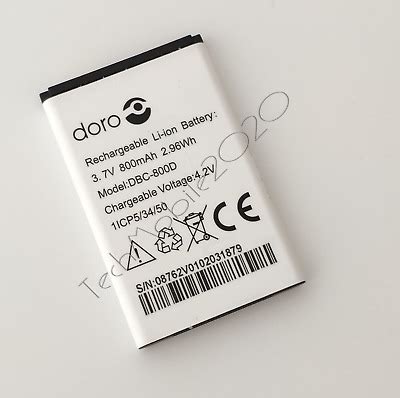 doro
Rechargeable Li-ion Battery:
3.7V 800mAh 2.96Wh
Model:DBC-800D
Chargeable Voltage:4.2V
1ICP5/34/50
S/N:08762V0102031879
TechMobile2020